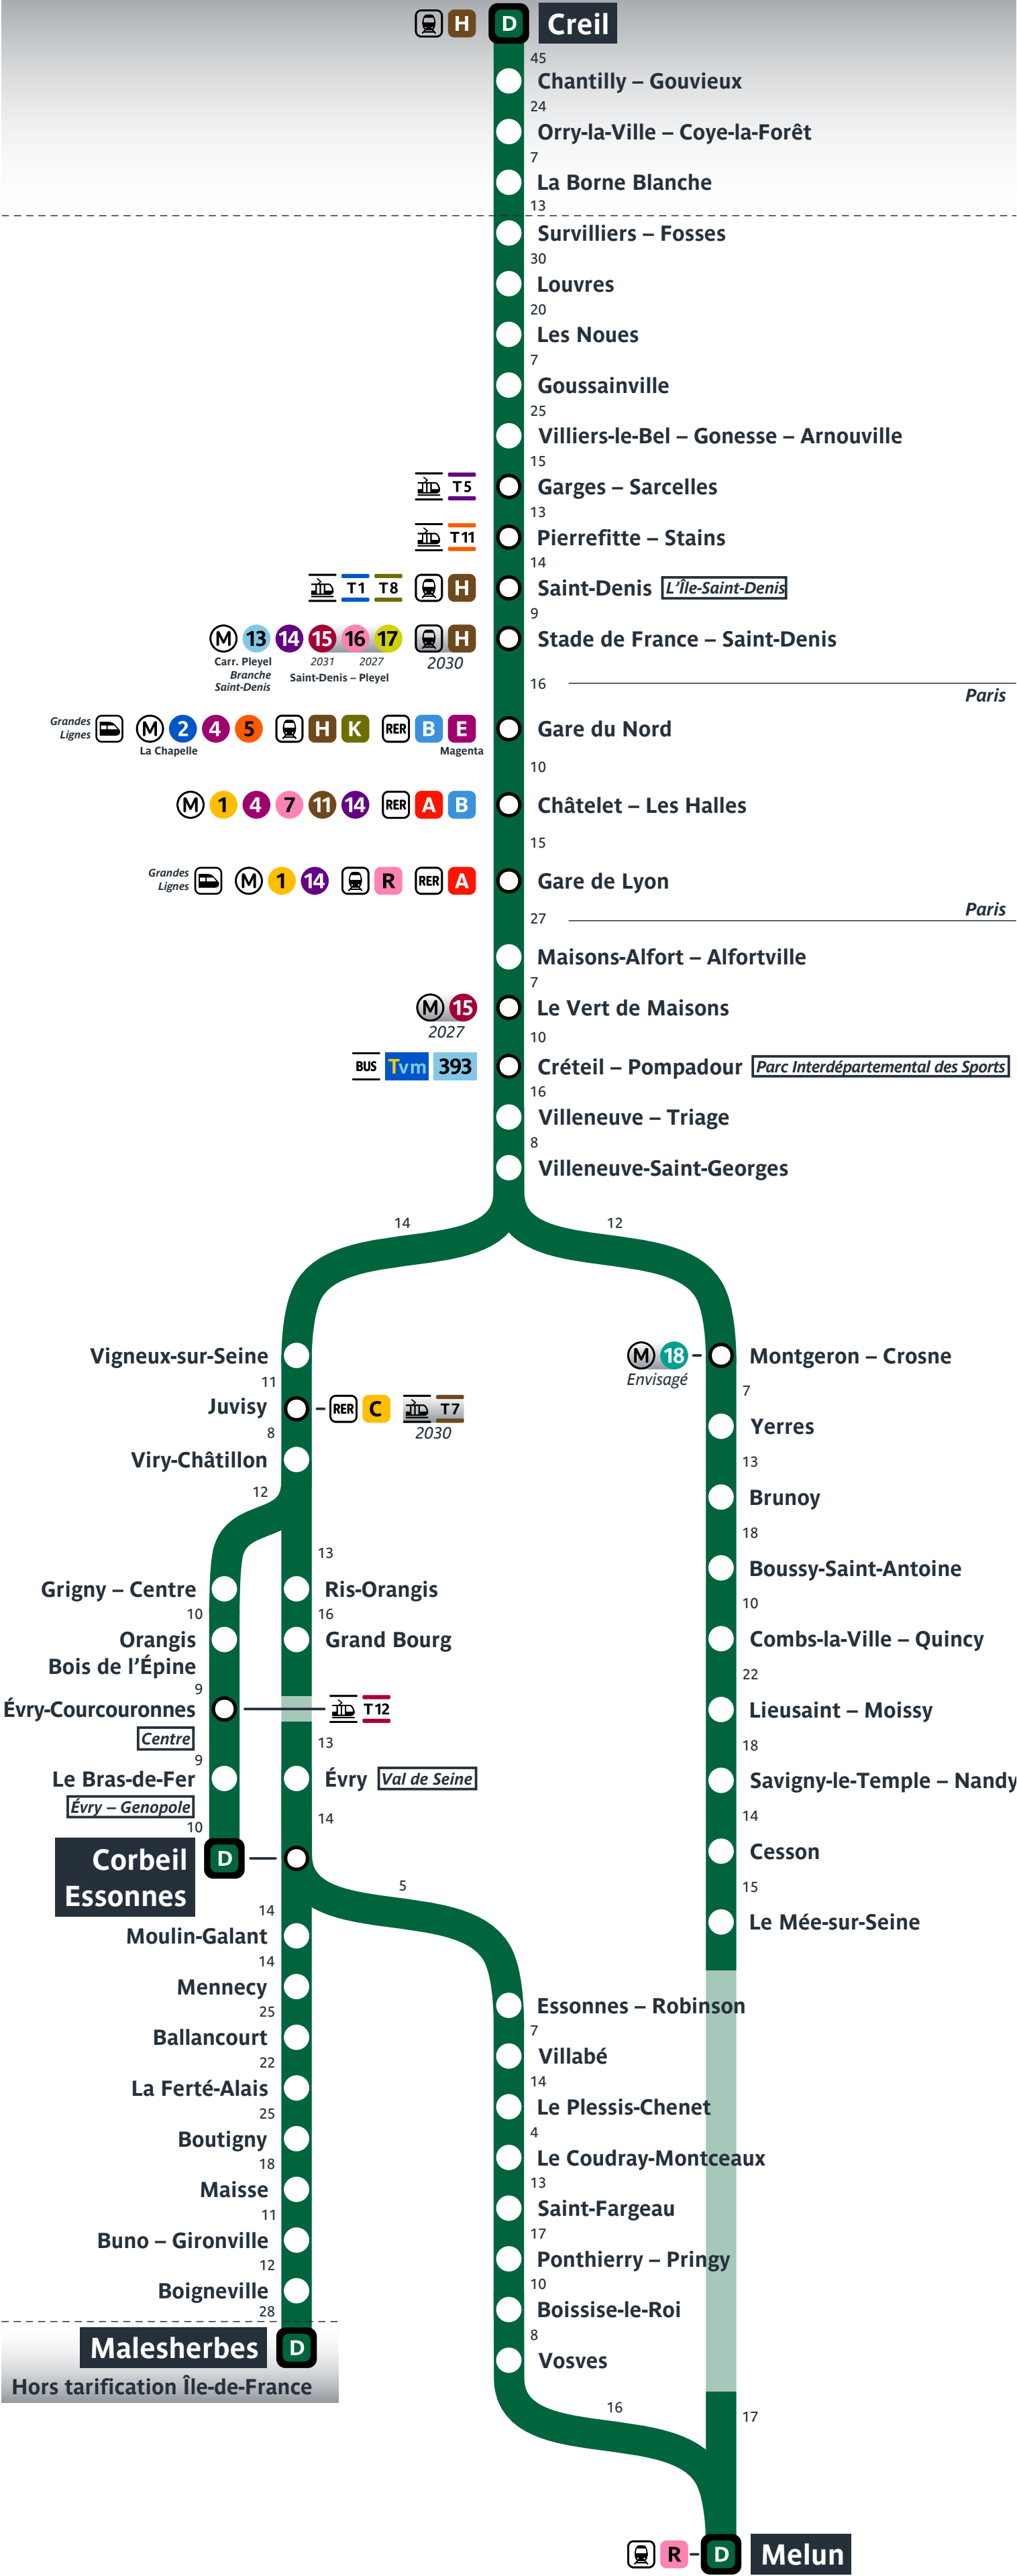 H D Creil
45
Chantilly – Gouvieux
24
Orry-la-Ville – Coye-la-Forêt
7
La Borne Blanche
13
Survilliers – Fosses
30
Louvres
20
Les Noues
7
Goussainville
25
Villiers-le-Bel – Gonesse – Arnouville
15
T5 Garges – Sarcelles
13
T11 Pierrefitte – Stains
14
T1 T8 H Saint-Denis L’Île-Saint-Denis
9
M 13 14 15 16 17 H Stade de France – Saint-Denis
Carr. Pleyel 2031 2027 2030
Branche Saint-Denis – Pleyel
Saint-Denis
16
Paris
Grandes
Lignes M 2 4 5 H K RER B E Gare du Nord
La Chapelle Magenta
10
M 1 4 7 11 14 RER A B Châtelet – Les Halles
15
Grandes
Lignes M 1 14 R RER A Gare de Lyon
Paris
27
Maisons-Alfort – Alfortville
7
M 15 Le Vert de Maisons
2027
10
BUS Tvm 393 Créteil – Pompadour Parc Interdépartemental des Sports
16
Villeneuve – Triage
8
Villeneuve-Saint-Georges
14 12
Vigneux-sur-Seine
11
Juvisy RER C T7
2030
8
Viry-Châtillon
12
Grigny – Centre
10
Orangis
Bois de l’Épine
9
Évry-Courcouronnes T12
Centre
9
Le Bras-de-Fer
Évry – Genopole
10
Corbeil D
Essonnes
13
Ris-Orangis
16
Grand Bourg
13
Évry Val de Seine
14
14
Moulin-Galant
14
Mennecy
25
Ballancourt
22
La Ferté-Alais
25
Boutigny
18
Maisse
11
Buno – Gironville
12
Boigneville
28
Malesherbes D
Hors tarification Île-de-France
5
Essonnes – Robinson
7
Villabé
14
Le Plessis-Chenet
4
Le Coudray-Montceaux
13
Saint-Fargeau
17
Ponthierry – Pringy
10
Boissise-le-Roi
8
Vosves
16
M 18 Montgeron – Crosne
Envisagé
7
Yerres
13
Brunoy
18
Boussy-Saint-Antoine
10
Combs-la-Ville – Quincy
22
Lieusaint – Moissy
18
Savigny-le-Temple – Nandy
14
Cesson
15
Le Mée-sur-Seine
17
R D Melun